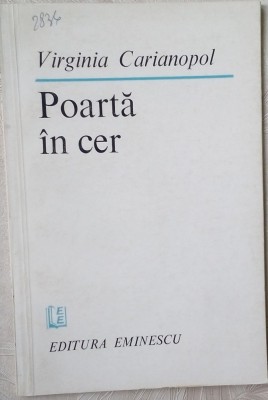 2834
Virginia Carianopol
Poartă
în cer
E E
EDITURA EMINESCU